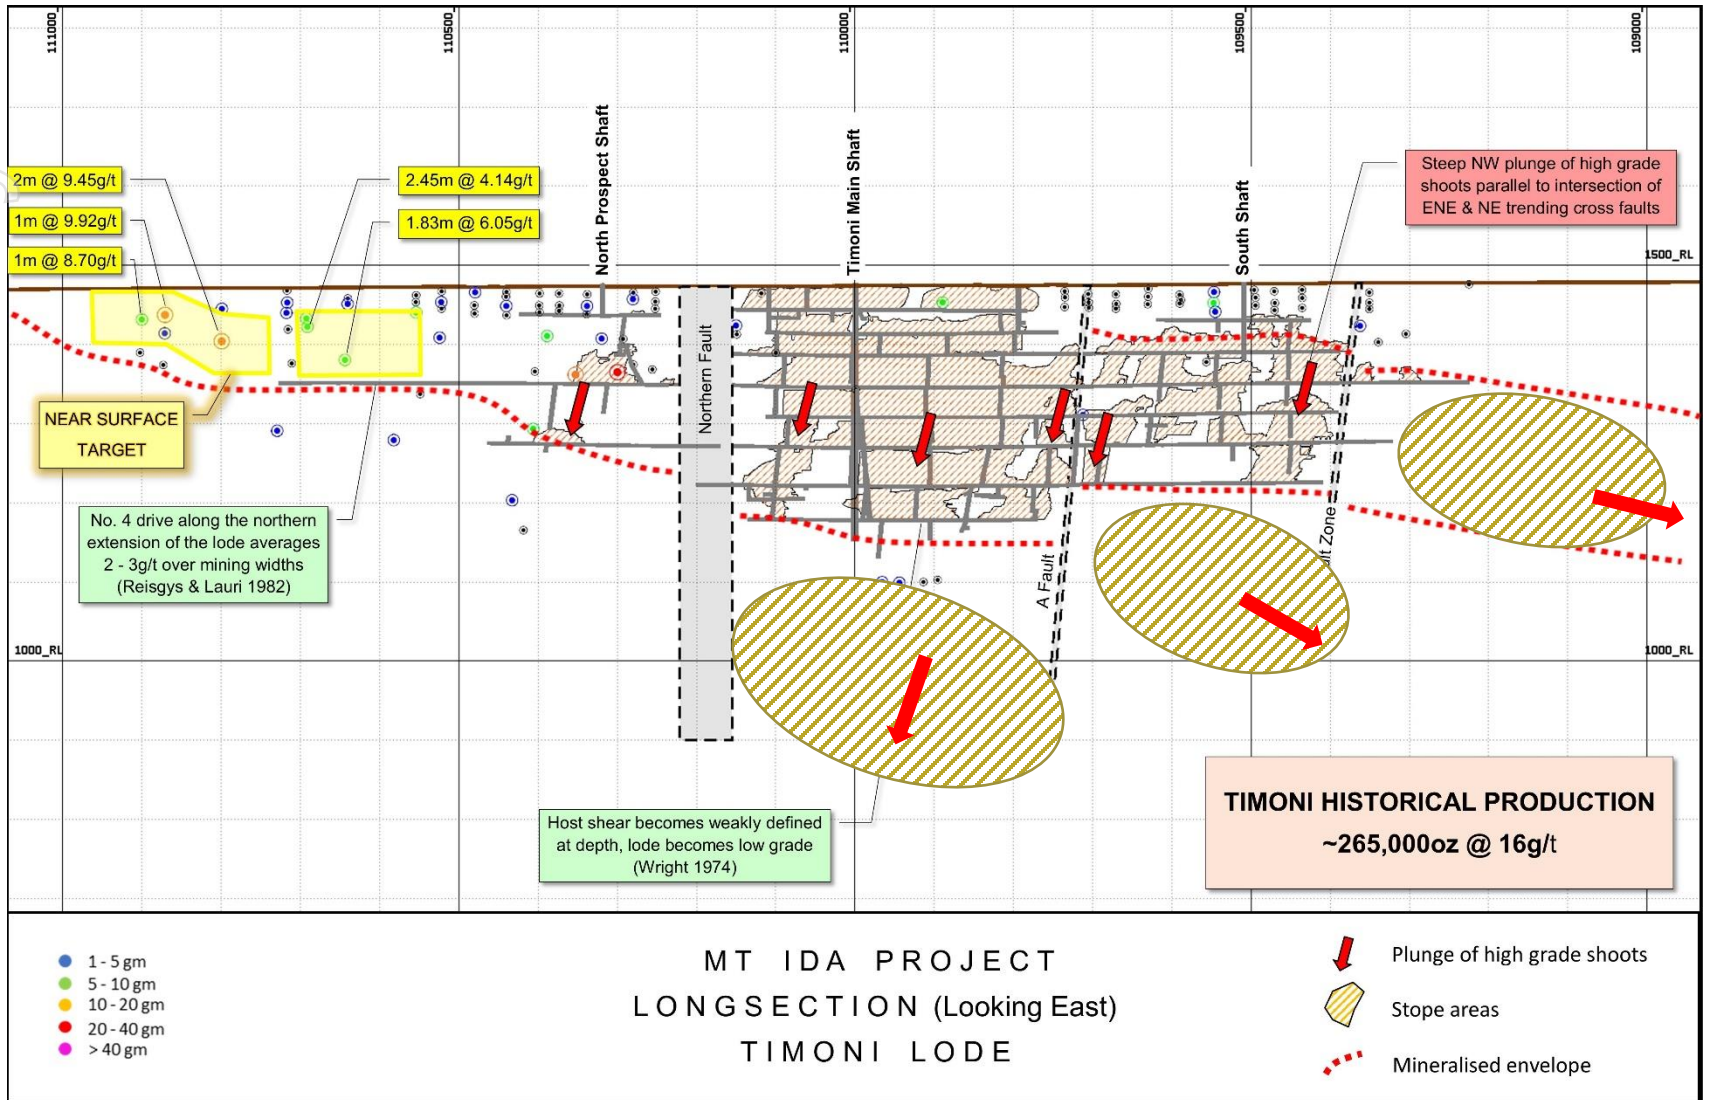 111000
110500
110000
109500
109000
North Prospect Shaft
Timoni Main Shaft
South Shaft
2m @ 9.45g/t
1m @ 9.92g/t
1m @ 8.70g/t
2.45m @ 4.14g/t
1.83m @ 6.05g/t
Steep NW plunge of high grade
shoots parallel to intersection of
ENE & NE trending cross faults
1500_RL
Northern Fault
NEAR SURFACE
TARGET
No. 4 drive along the northern
extension of the lode averages
2 - 3g/t over mining widths
(Reisgys & Lauri 1982)
A Fault
Zone
1000_RL
1000_RL
Host shear becomes weakly defined
at depth, lode becomes low grade
(Wright 1974)
TIMONI HISTORICAL PRODUCTION
~265,000oz @ 16g/t
1 - 5 gm
5 - 10 gm
10 - 20 gm
20 - 40 gm
> 40 gm
MT IDA PROJECT
LONGSECTION (Looking East)
TIMONI LODE
Plunge of high grade shoots
Stope areas
Mineralised envelope